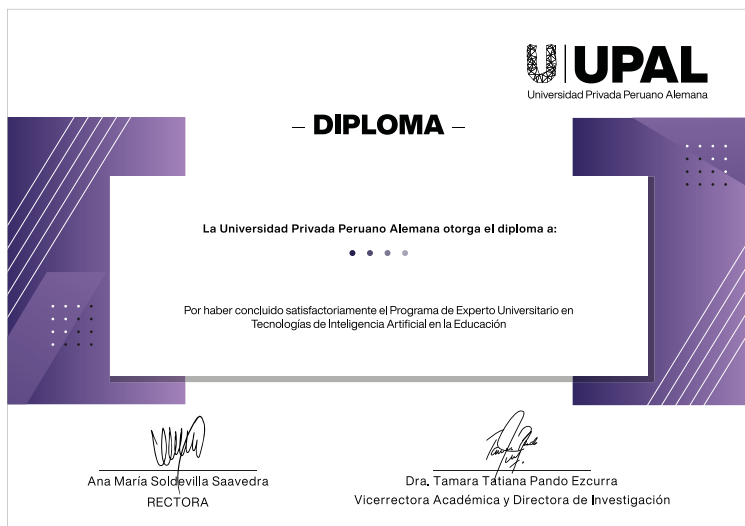 UPAL
Universidad Privada Peruano Alemana
– DIPLOMA –
La Universidad Privada Peruano Alemana otorga el diploma a:
Por haber concluido satisfactoriamente el Programa de Experto Universitario en
Tecnologías de Inteligencia Artificial en la Educación
Ana María Soldevilla Saavedra
RECTORA
Dra. Tamara Tatiana Pando Ezcurra
Vicerrectora Académica y Directora de Investigación